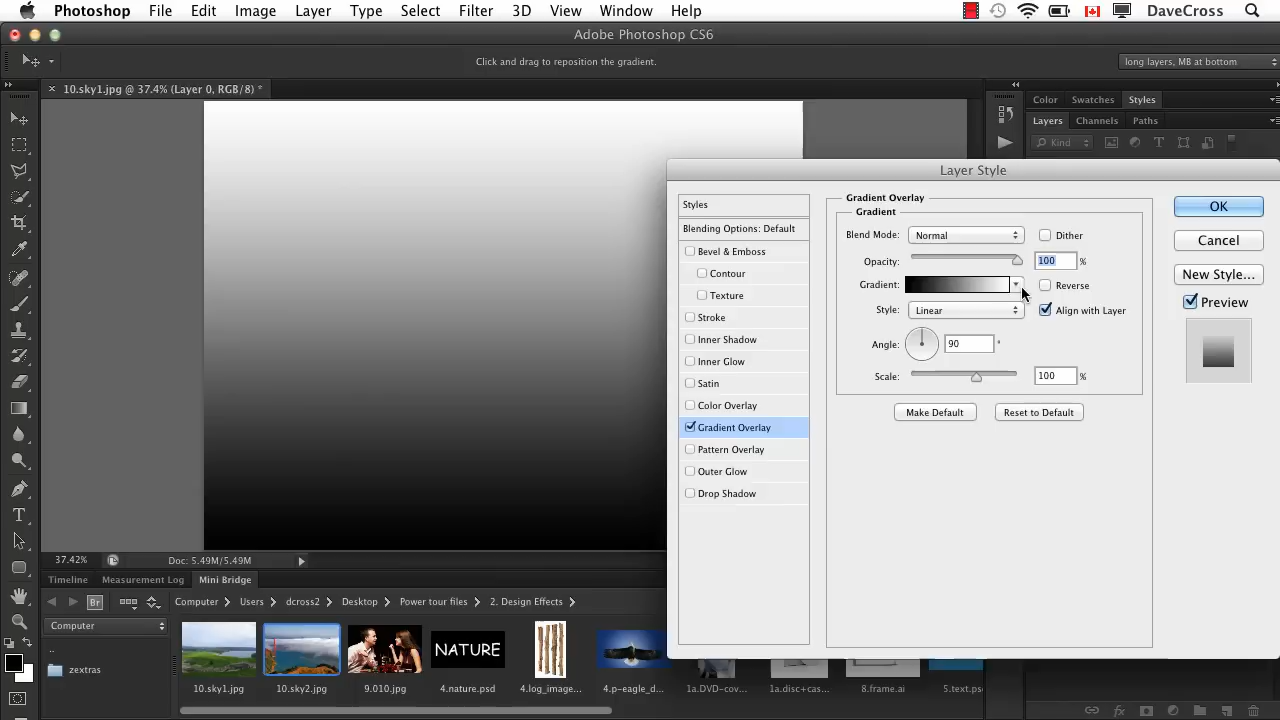 Photoshop File Edit Image Layer Type Select Filter 3D View Window Help DaveCross
Adobe Photoshop CS6
Click and drag to reposition the gradient. long layers, MB at bottom
10.sky1.jpg @ 37.4% (Layer 0, RGB/8) *
Color Swatches Styles
Layers Channels Paths
Kind
Layer Style
Styles
Blending Options: Default
Bevel & Emboss
Contour
Texture
Stroke
Inner Shadow
Inner Glow
Satin
Color Overlay
Gradient Overlay
Pattern Overlay
Outer Glow
Drop Shadow
Gradient Overlay
Gradient
Blend Mode: Normal Dither
Opacity: 100 %
Gradient: Reverse
Style: Linear Align with Layer
Angle: 90 °
Scale: 100 %
Make Default Reset to Default
OK
Cancel
New Style...
Preview
37.42% Doc: 5.49M/5.49M
Timeline Measurement Log Mini Bridge
Br Computer Users dcross2 Desktop Power tour files 2. Design Effects
Computer
..
zextras
NATURE
10.sky1.jpg 10.sky2.jpg 9.010.jpg 4.nature.psd 4.log_image... 4.p-eagle_d... 1a.DVD-cov... 1a.disc+cas... 8.frame.ai 5.text.ps
fx